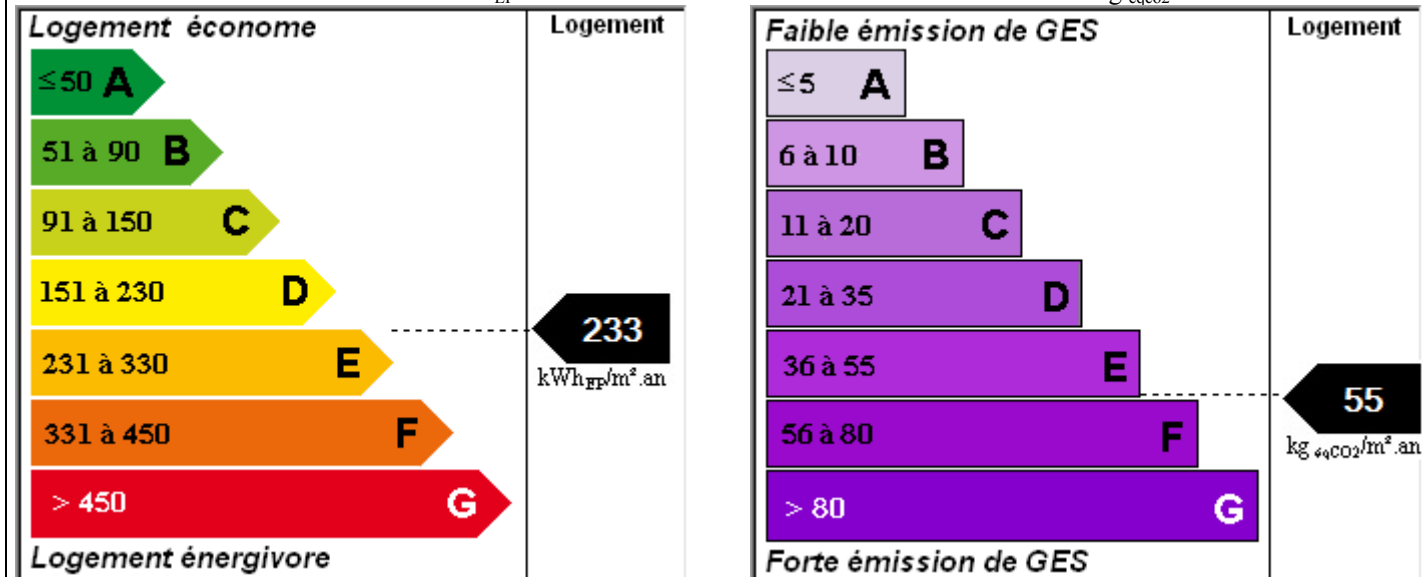 Logement économe
Logement
≤50 A
51 à 90 B
91 à 150 C
151 à 230 D
231 à 330 E
331 à 450 F
> 450 G
233
kWhEP/m².an
Logement énergivore
Faible émission de GES
Logement
≤5 A
6 à 10 B
11 à 20 C
21 à 35 D
36 à 55 E
56 à 80 F
> 80 G
55
kg éqCO2/m².an
Forte émission de GES